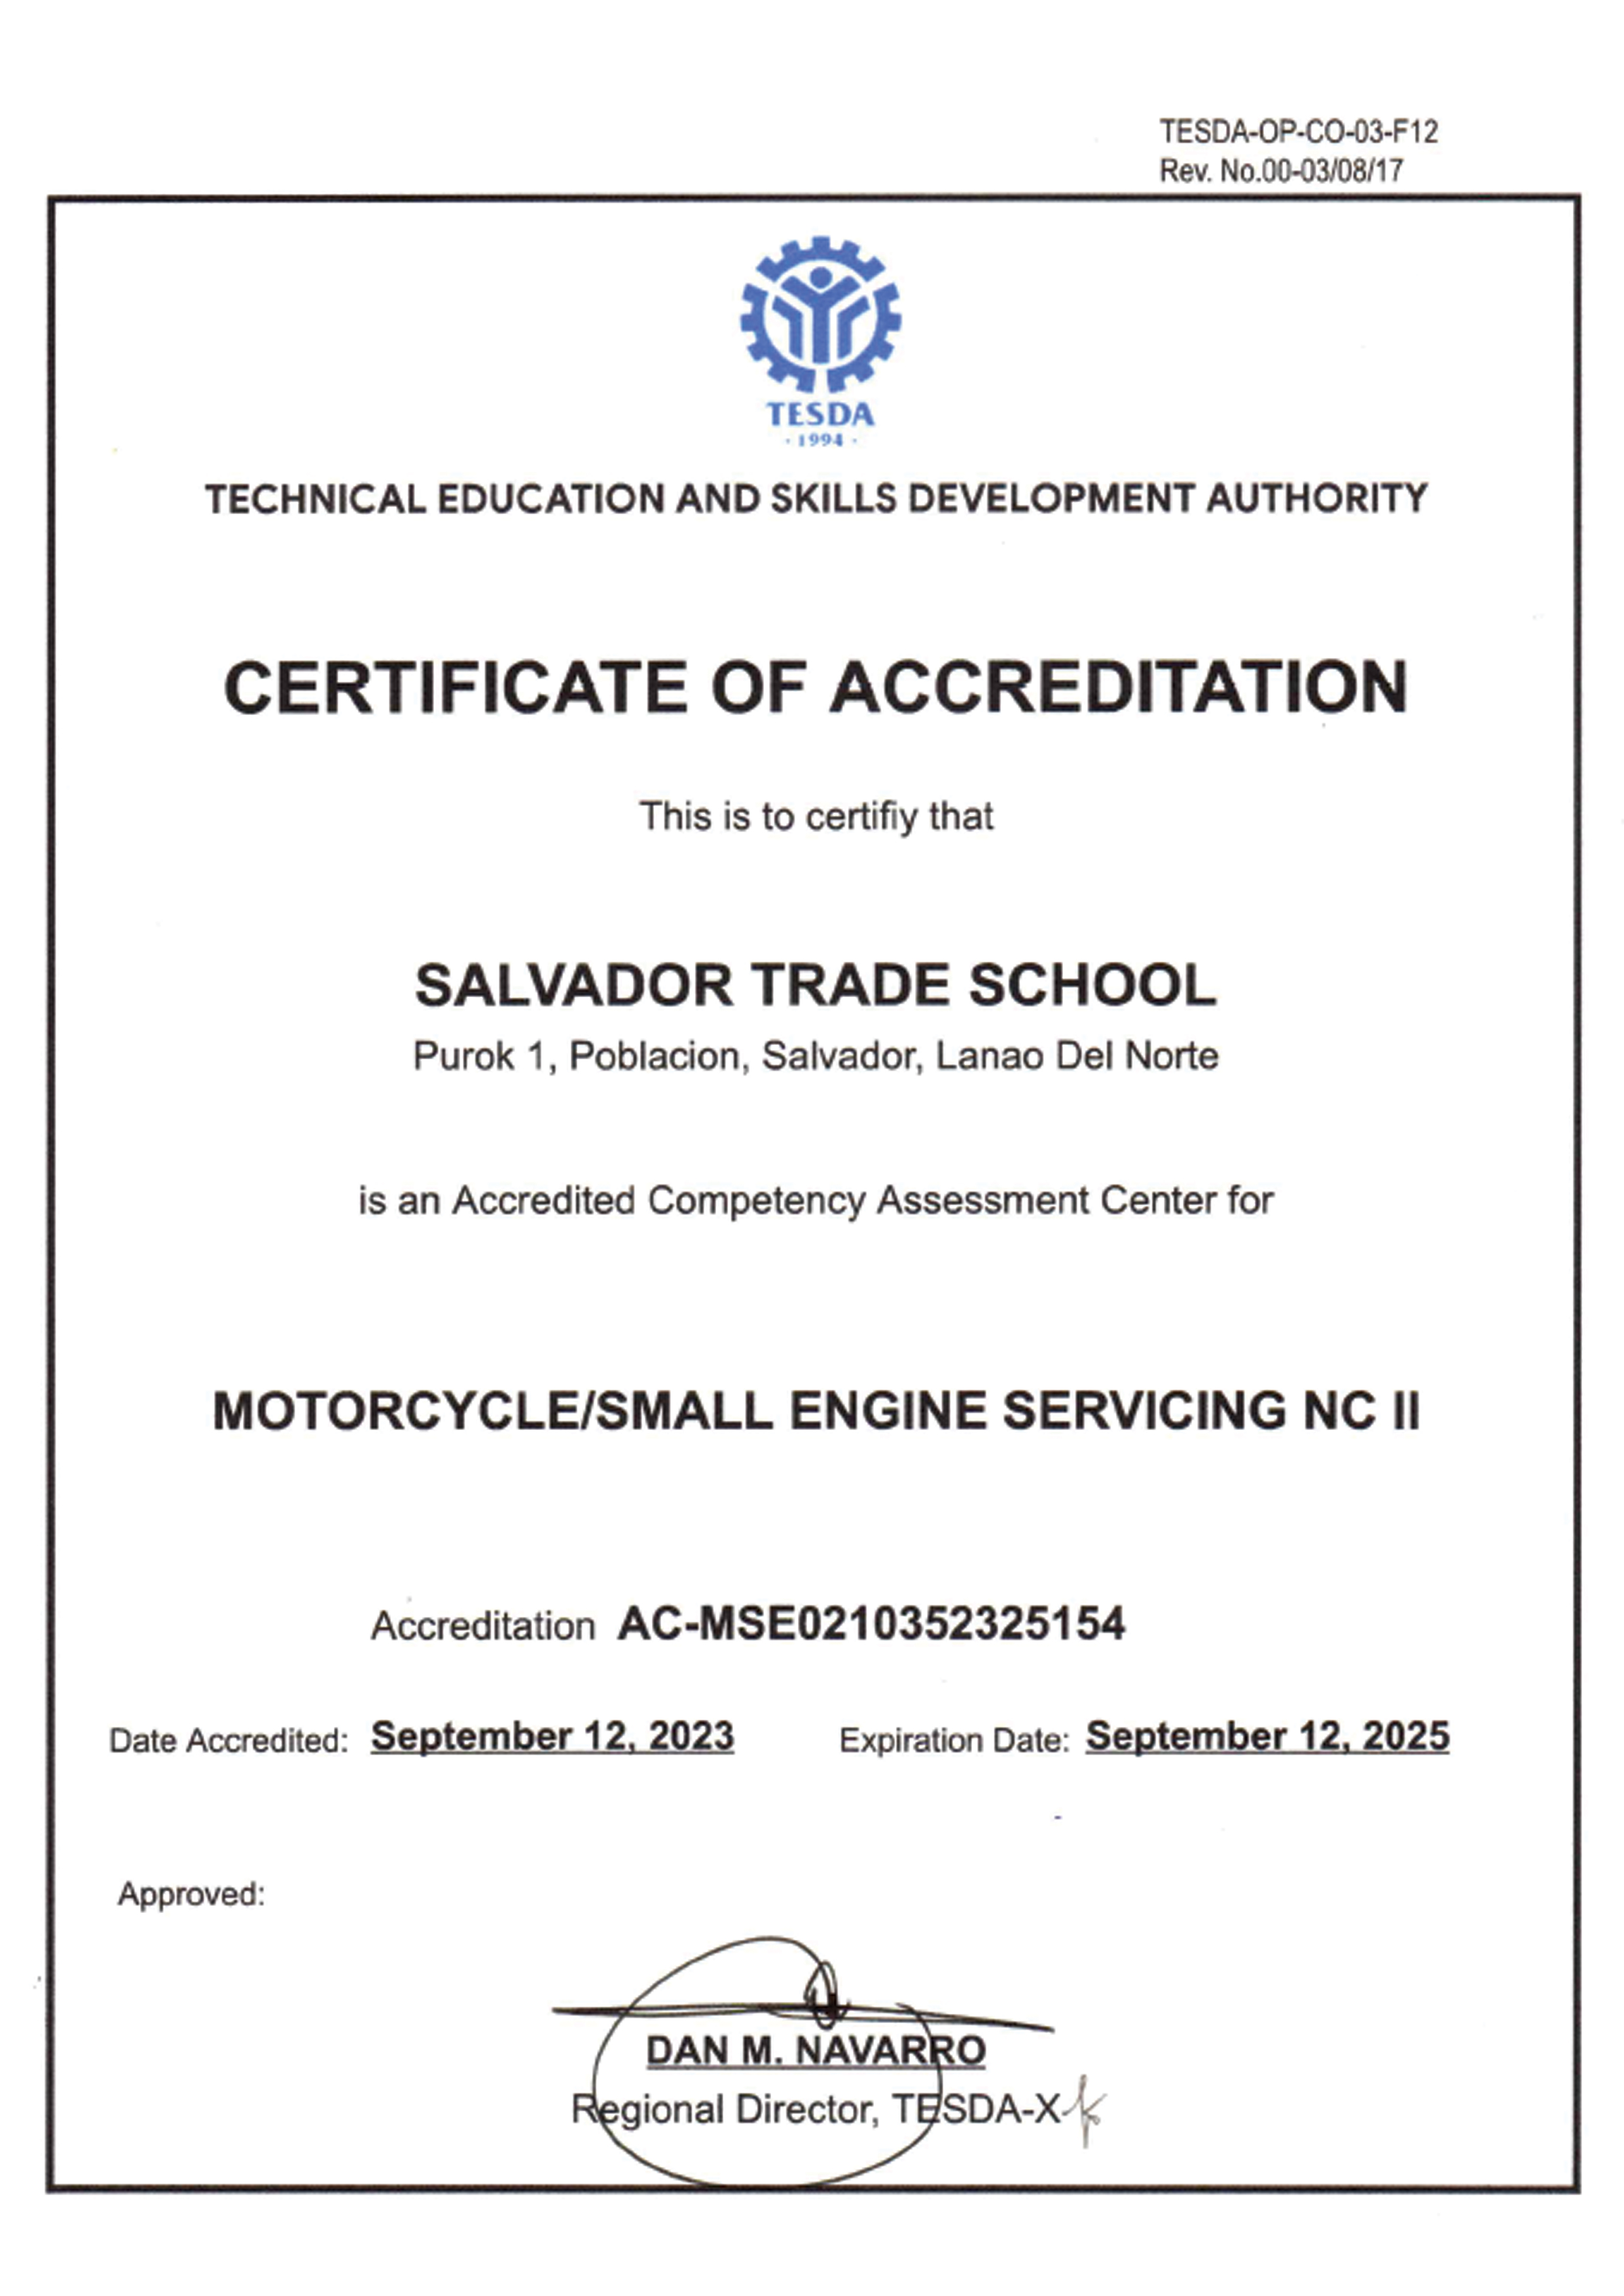 TESDA-OP-CO-03-F12
Rev. No.00-03/08/17
TESDA
· 1994 ·
TECHNICAL EDUCATION AND SKILLS DEVELOPMENT AUTHORITY
CERTIFICATE OF ACCREDITATION
This is to certifiy that
SALVADOR TRADE SCHOOL
Purok 1, Poblacion, Salvador, Lanao Del Norte
is an Accredited Competency Assessment Center for
MOTORCYCLE/SMALL ENGINE SERVICING NC II
Accreditation AC-MSE0210352325154
Date Accredited: September 12, 2023 Expiration Date: September 12, 2025
Approved:
DAN M. NAVARRO
Regional Director, TESDA-X